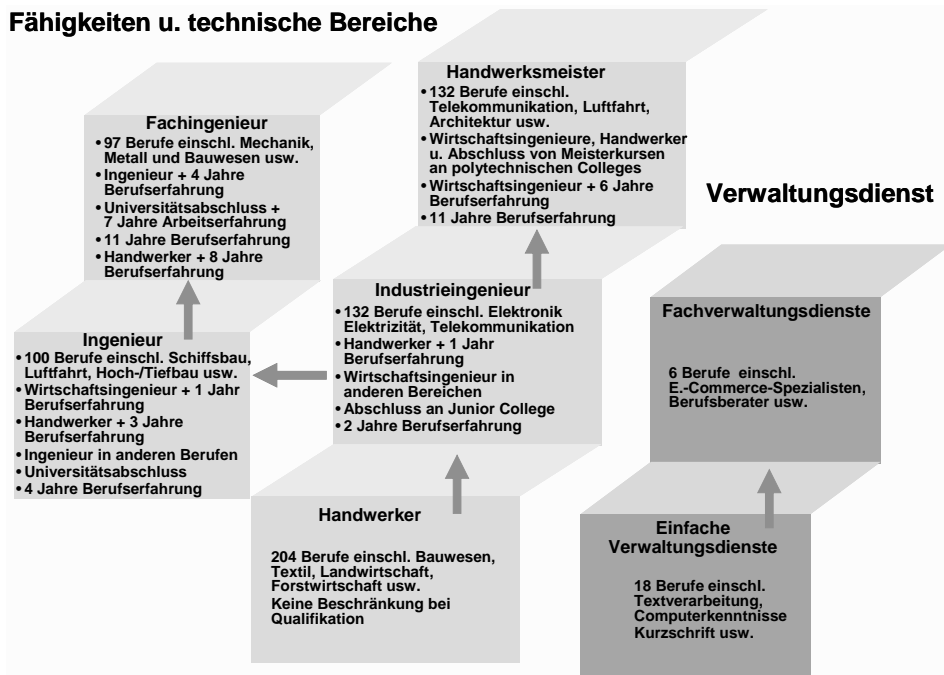 Fähigkeiten u. technische Bereiche
Handwerksmeister
• 132 Berufe einschl.
Telekommunikation, Luftfahrt,
Architektur usw.
• Wirtschaftsingenieure, Handwerker
u. Abschluss von Meisterkursen
an polytechnischen Colleges
• Wirtschaftsingenieur + 6 Jahre
Berufserfahrung
• 11 Jahre Berufserfahrung
Fachingenieur
• 97 Berufe einschl. Mechanik,
Metall und Bauwesen usw.
• Ingenieur + 4 Jahre
Berufserfahrung
• Universitätsabschluss +
7 Jahre Arbeitserfahrung
• 11 Jahre Berufserfahrung
• Handwerker + 8 Jahre
Berufserfahrung
Verwaltungsdienst
Industrieingenieur
• 132 Berufe einschl. Elektronik
Elektrizität, Telekommunikation
• Handwerker + 1 Jahr
Berufserfahrung
• Wirtschaftsingenieur in
anderen Bereichen
• Abschluss an Junior College
• 2 Jahre Berufserfahrung
Fachverwaltungsdienste
6 Berufe einschl.
E.-Commerce-Spezialisten,
Berufsberater usw.
Ingenieur
• 100 Berufe einschl. Schiffsbau,
Luftfahrt, Hoch-/Tiefbau usw.
• Wirtschaftsingenieur + 1 Jahr
Berufserfahrung
• Handwerker + 3 Jahre
Berufserfahrung
• Ingenieur in anderen Berufen
• Universitätsabschluss
• 4 Jahre Berufserfahrung
Handwerker
204 Berufe einschl. Bauwesen,
Textil, Landwirtschaft,
Forstwirtschaft usw.
Keine Beschränkung bei
Qualifikation
Einfache
Verwaltungsdienste
18 Berufe einschl.
Textverarbeitung,
Computerkenntnisse
Kurzschrift usw.